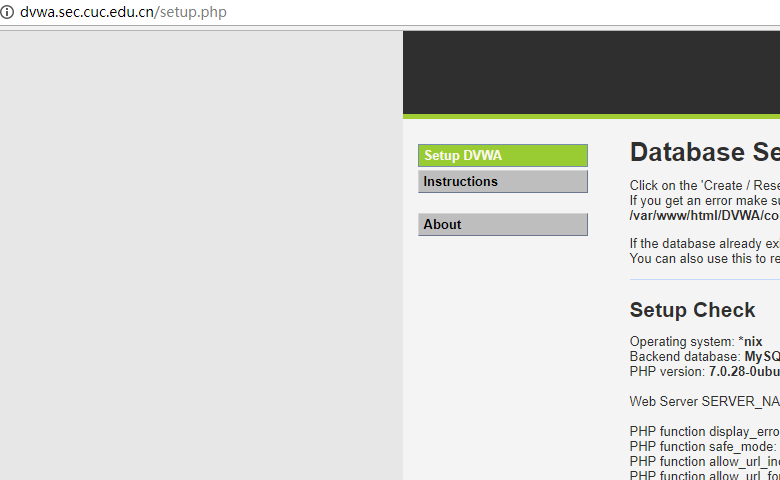 dvwa.sec.cuc.edu.cn/setup.php
Setup DVWA
Instructions
About
Database Se
Click on the 'Create / Rese
If you get an error make su
/var/www/html/DVWA/co
If the database already exi
You can also use this to re
Setup Check
Operating system: *nix
Backend database: MySQ
PHP version: 7.0.28-0ubu
Web Server SERVER_NA
PHP function display_erro
PHP function safe_mode:
PHP function allow_url_inc
PHP function allow_url_fo